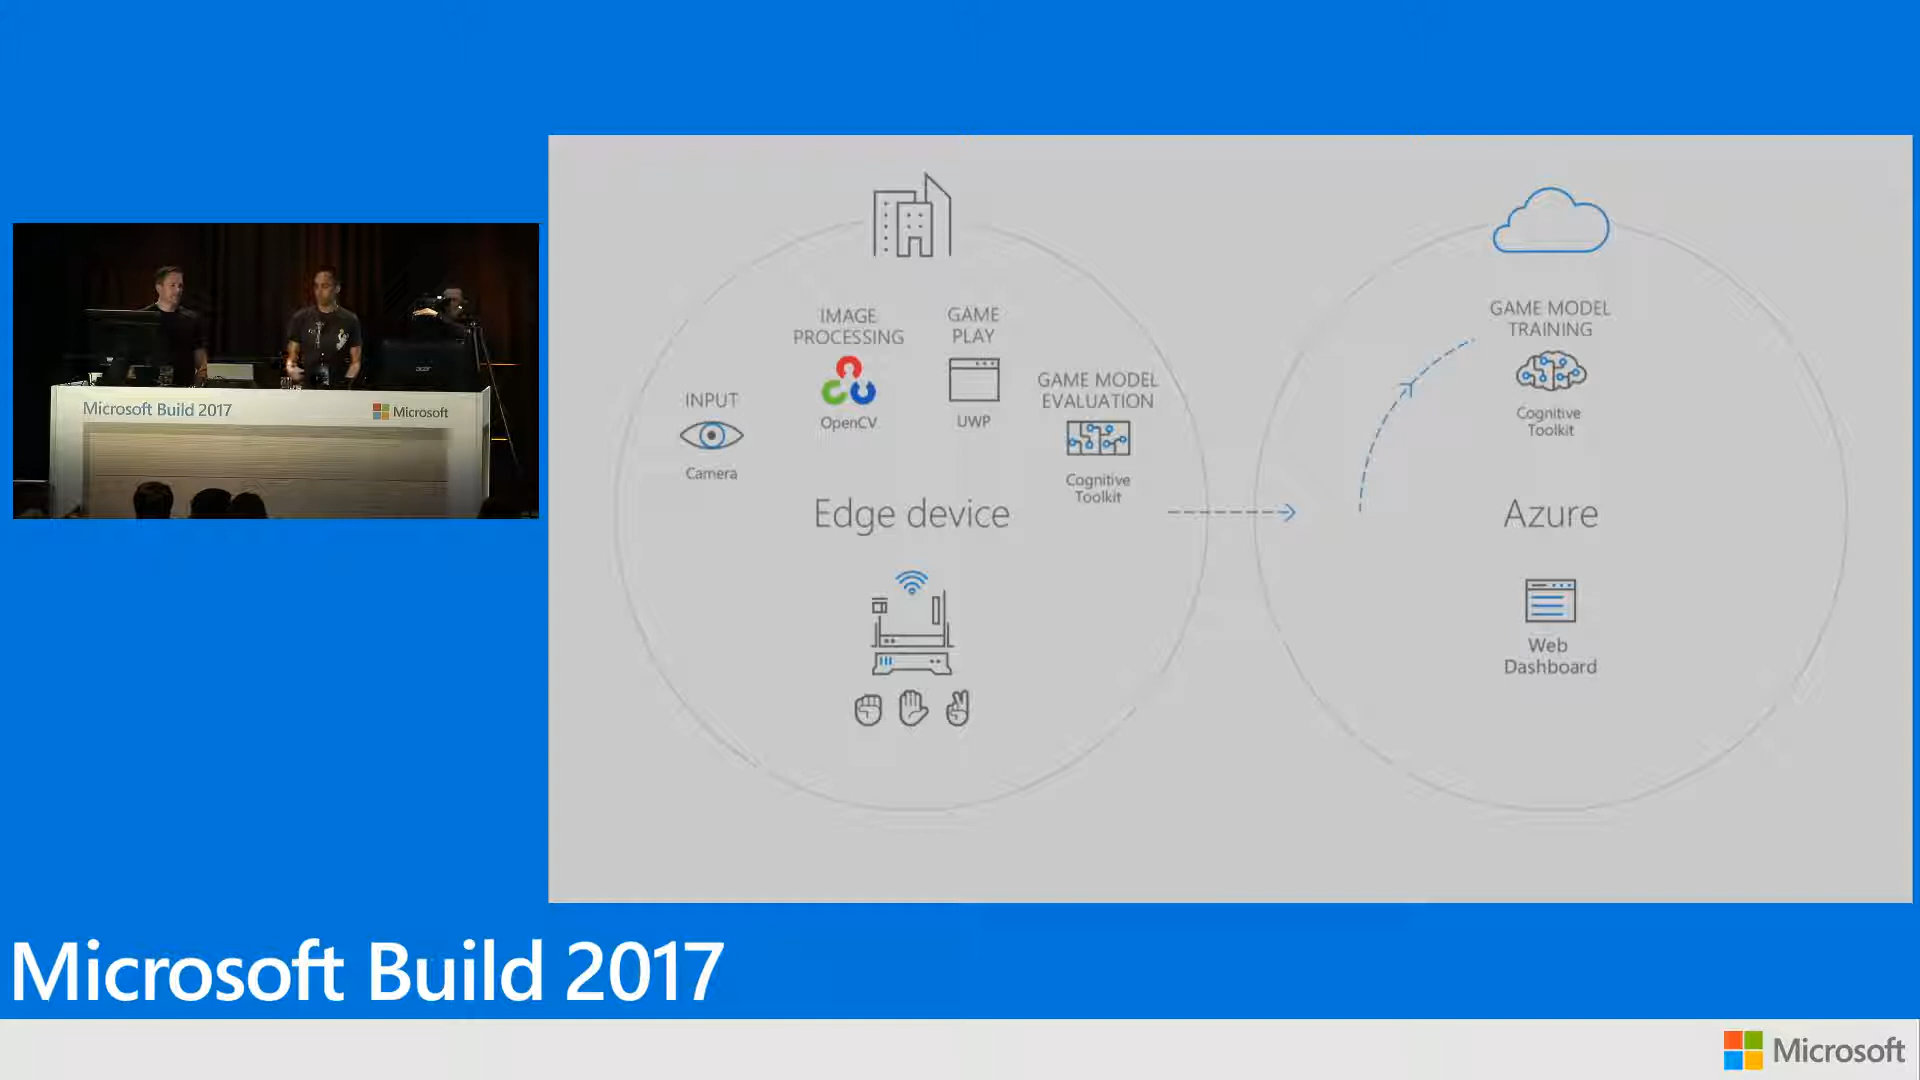 IMAGE
PROCESSING
OpenCV
GAME
PLAY
UWP
INPUT
Camera
GAME MODEL
EVALUATION
Cognitive
Toolkit
Edge device
GAME MODEL
TRAINING
Cognitive
Toolkit
Azure
Web
Dashboard
acer
Microsoft Build 2017
Microsoft
Microsoft Build 2017
Microsoft